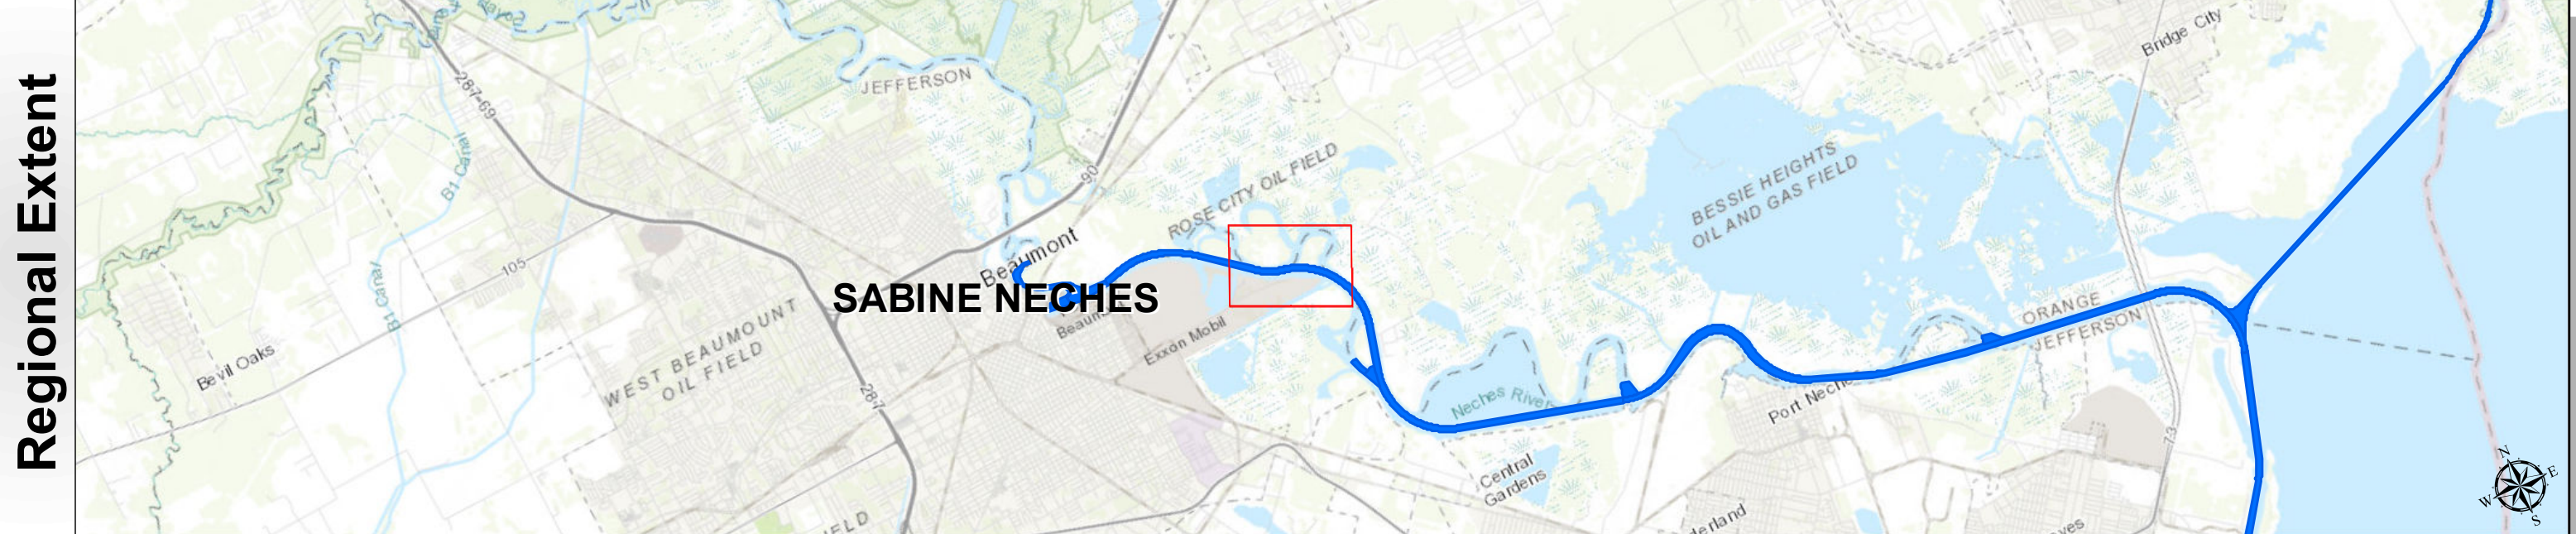 Regional Extent
Bayou
Bridge City
287-69
JEFFERSON
B1 Canal
90
ROSE CITY OIL FIELD
BESSIE HEIGHTS
OIL AND GAS FIELD
Beaumont
105
B1 Canal
SABINE NECHES
ORANGE
JEFFERSON
WEST BEAUMOUNT
OIL FIELD
Exxon Mobil
Bevil Oaks
287
Neches River
Port Neches
73
Central
Gardens
N
E
W
S